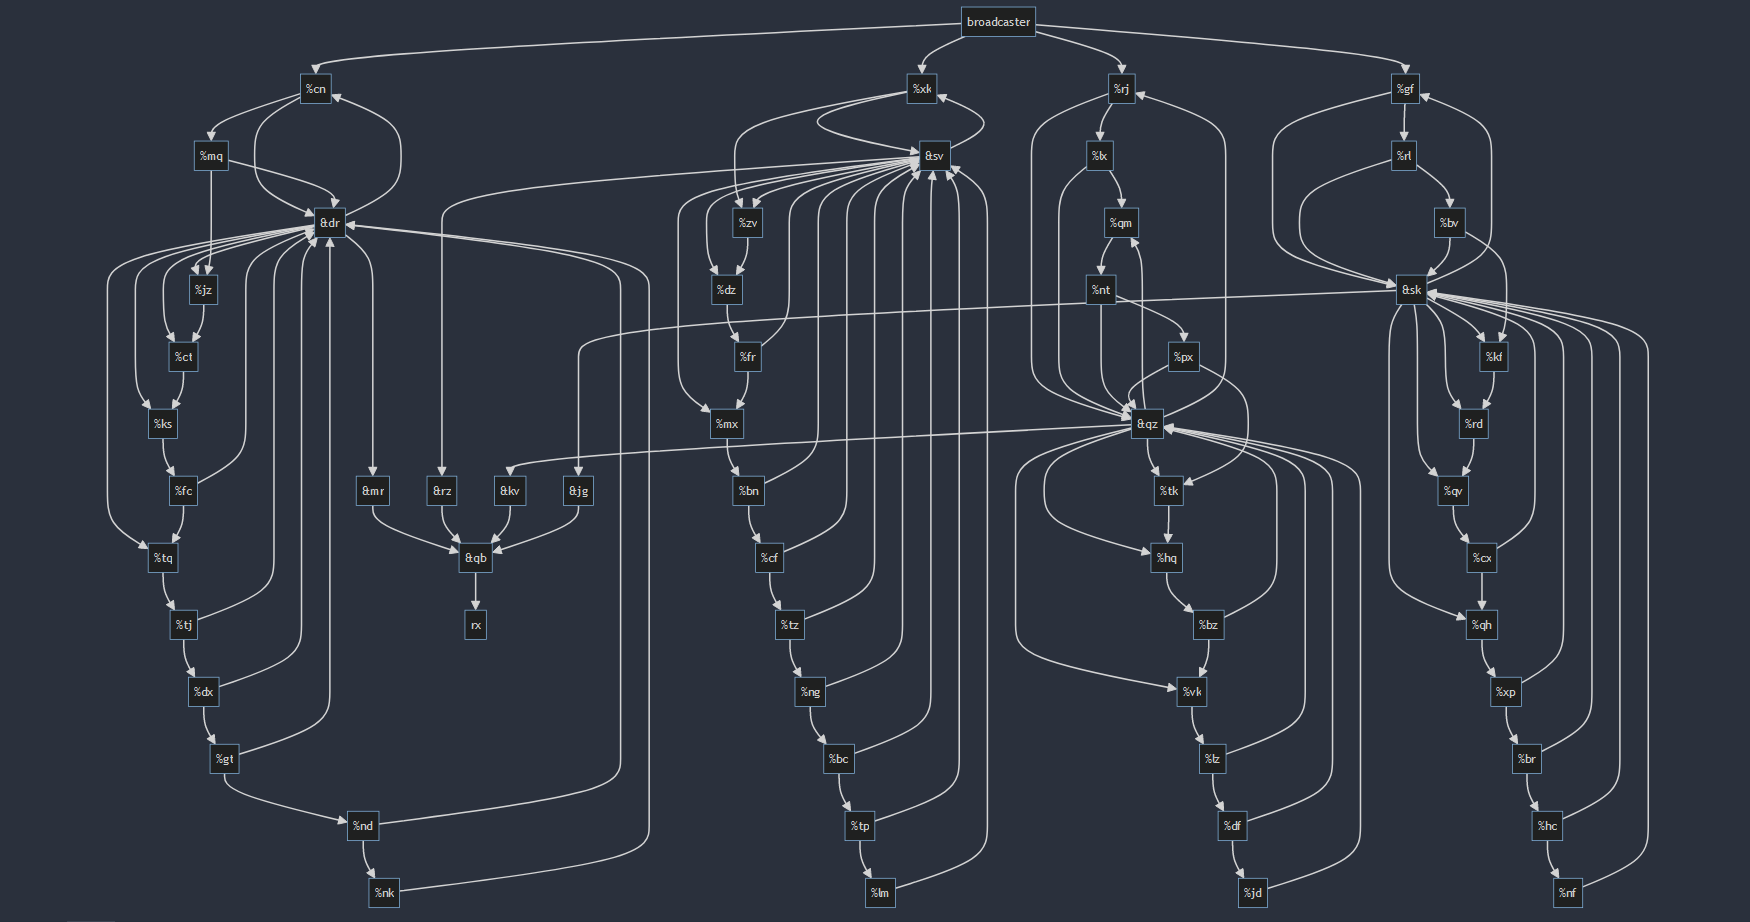 broadcaster
%cn %xk %rj %gf
%mq &sv %lx %rl
&dr %zv %qm %bv
%jz %dz %nt &sk
%ct %fr %px %kf
%ks %mx &qz %rd
%fc &mr &rz &kv &jg %bn %tk %qv
%tq &qb %cf %hq %cx
%tj rx %tz %bz %qh
%dx %ng %vk %xp
%gt %bc %lz %br
%nd %tp %df %hc
%nk %lm %jd %nf